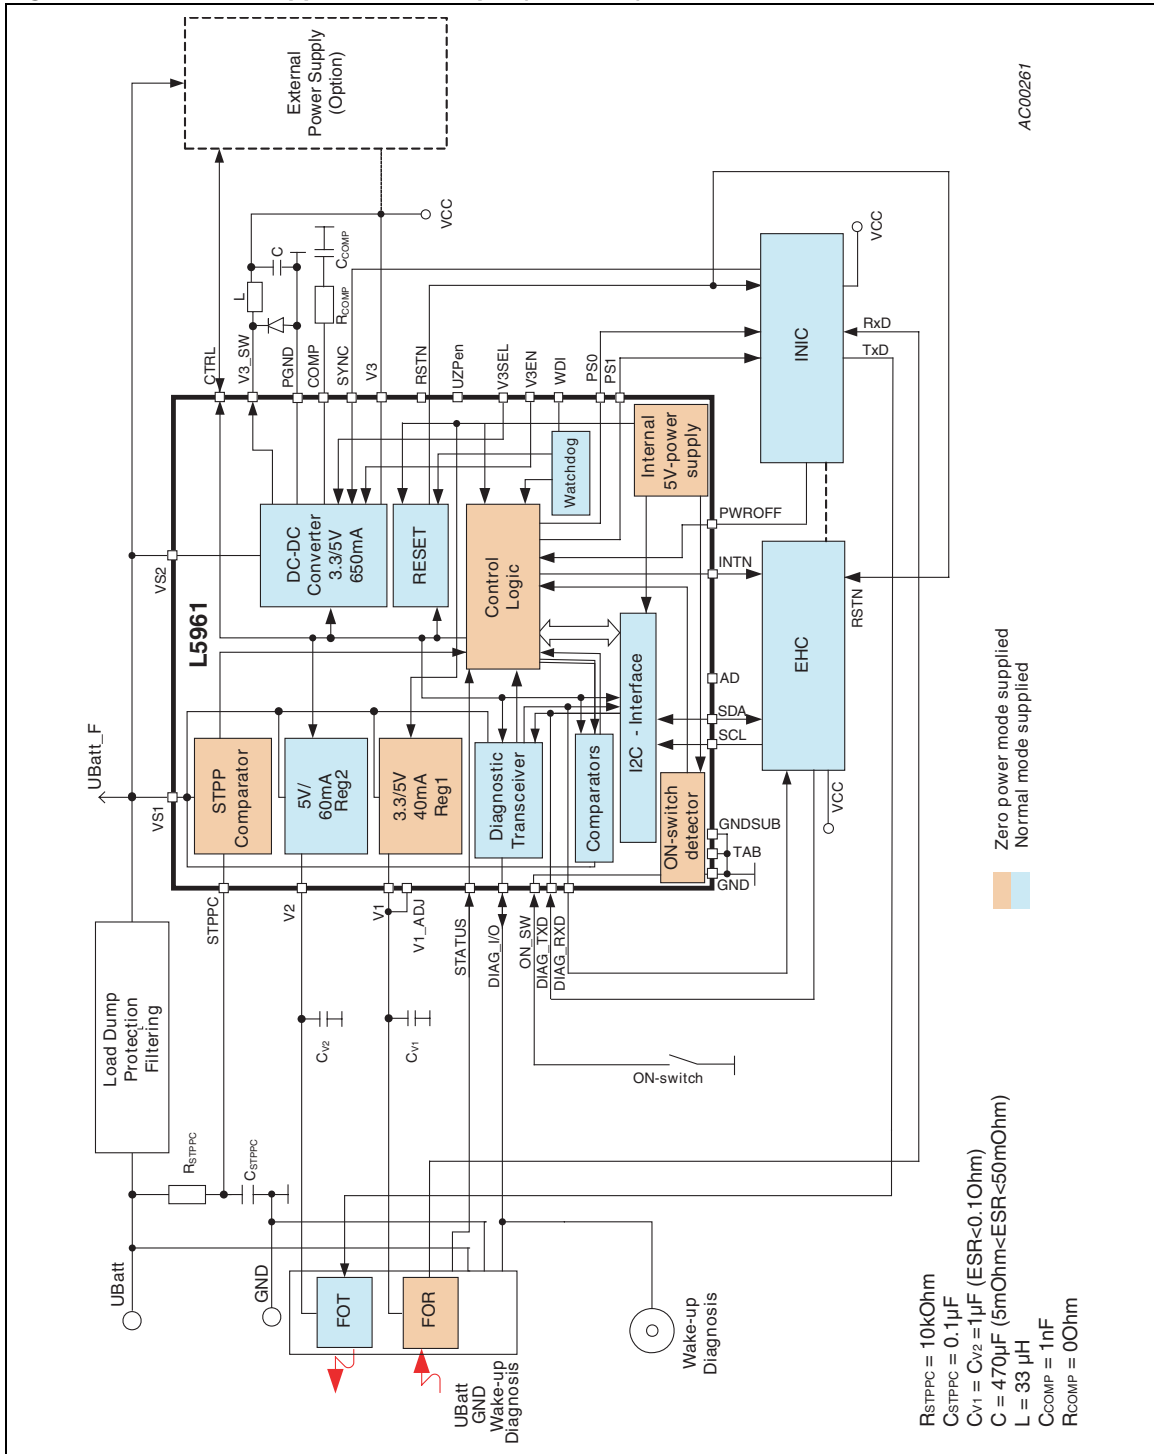 External
Power Supply
(Option)
AC00261
UBatt_F
VS2
VS1
CTRL
V3_SW
PGND
COMP
SYNC
V3
RSTN
UZPen
V3SEL
V3EN
WDI
PS0
PS1
L
C
RCOMP
CCOMP
VCC
L5961
DC-DC
Converter
3.3/5V
650mA
RESET
Control
Logic
Watchdog
Internal
5V-power
supply
STPP
Comparator
5V/
60mA
Reg2
3.3/5V
40mA
Reg1
Diagnostic
Transceiver
Comparators
I2C - Interface
ON-switch
detector
PWROFF
INTN
AD
SDA
SCL
GNDSUB
TAB
GND
INIC
VCC
RxD
TxD
EHC
RSTN
VCC
STPPC
V2
V1
V1_ADJ
STATUS
DIAG_I/O
ON_SW
DIAG_TXD
DIAG_RXD
Load Dump
Protection
Filtering
RSTPPC
CSTPPC
CV2
CV1
ON-switch
UBatt
GND
FOT
FOR
UBatt
GND
Wake-up
Diagnosis
Wake-up
Diagnosis
Zero power mode supplied
Normal mode supplied
RSTPPC = 10kOhm
CSTPPC = 0.1µF
CV1 = CV2 =1µF (ESR<0.1Ohm)
C = 470µF (5mOhm<ESR<50mOhm)
L = 33 µH
CCOMP = 1nF
RCOMP = 0Ohm